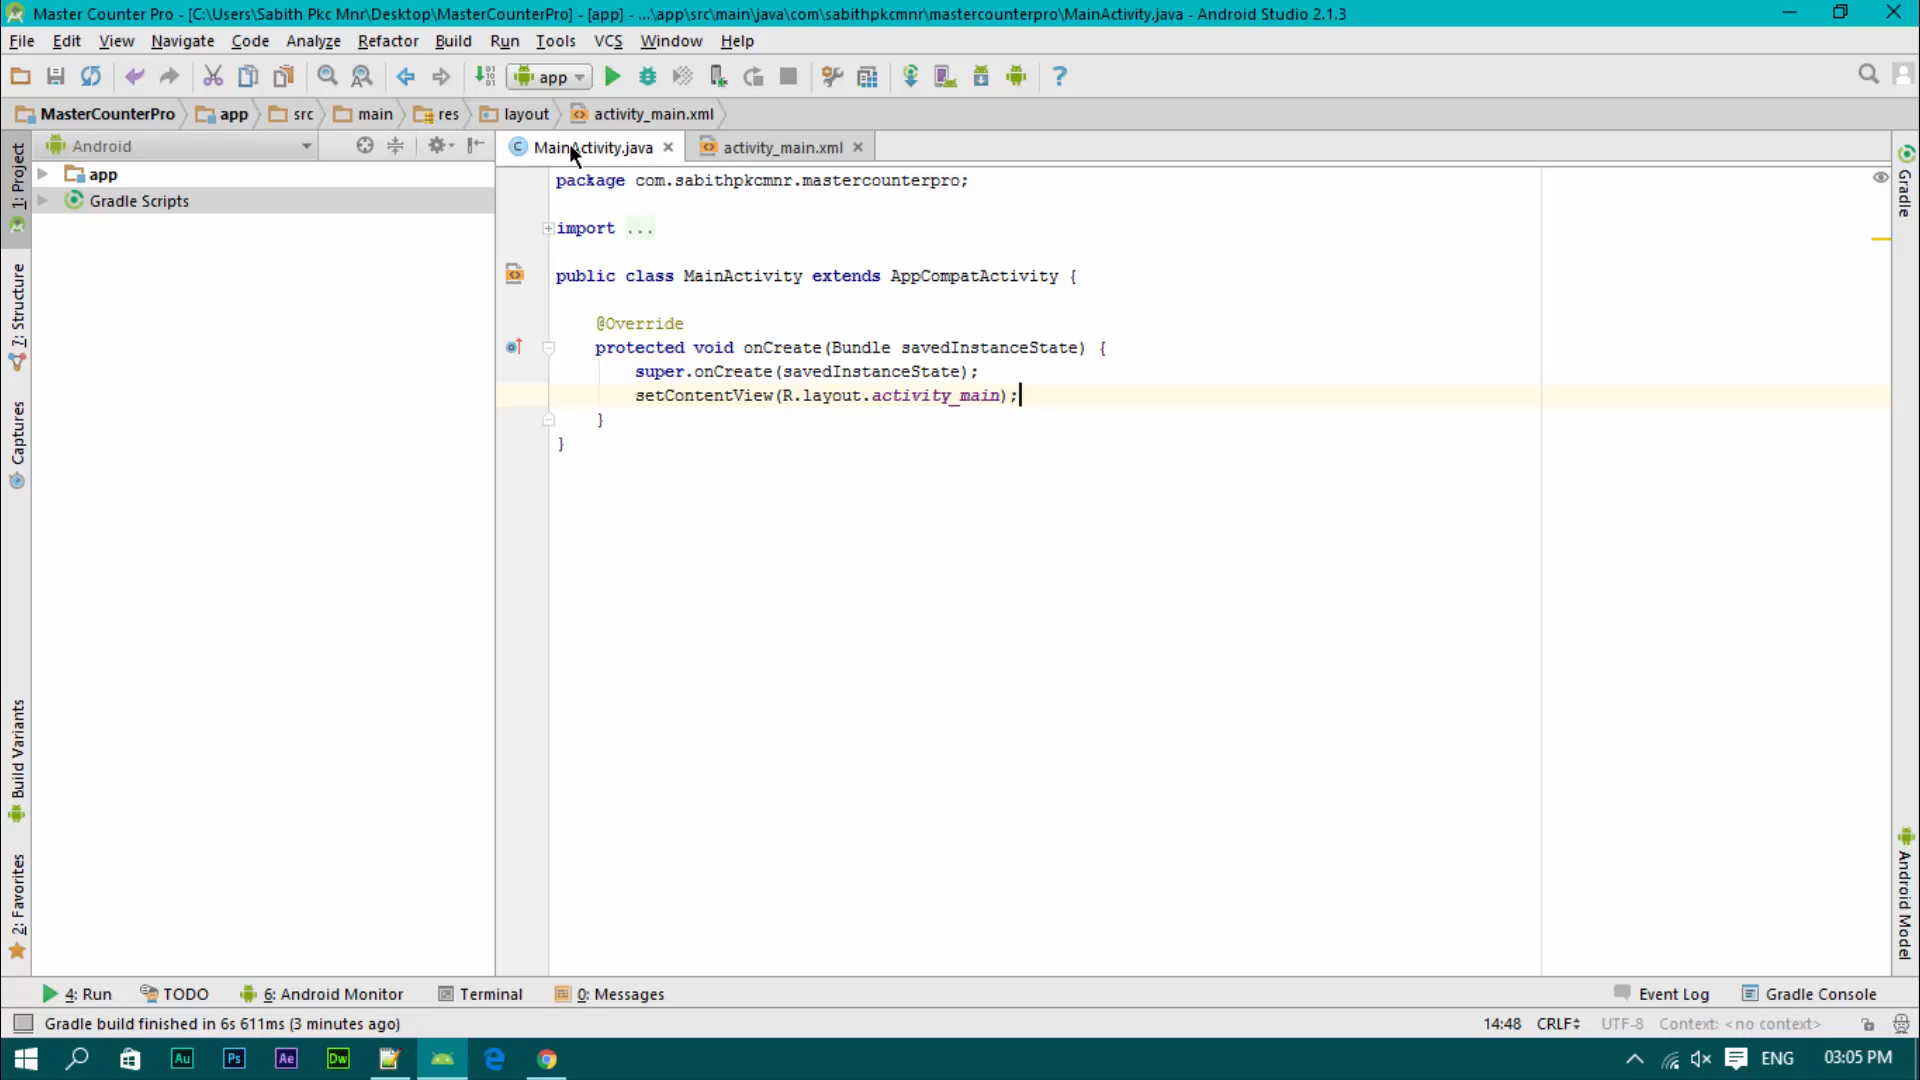 Master Counter Pro - [C:\Users\Sabith Pkc Mnr\Desktop\MasterCounterPro] - [app] - ...\app\src\main\java\com\sabithpkcmnr\mastercounterpro\MainActivity.java - Android Studio 2.1.3
File Edit View Navigate Code Analyze Refactor Build Run Tools VCS Window Help
app
MasterCounterPro app src main res layout activity_main.xml
Android
MainActivity.java activity_main.xml
app
Gradle Scripts
package com.sabithpkcmnr.mastercounterpro;
import ...
public class MainActivity extends AppCompatActivity {
@Override
protected void onCreate(Bundle savedInstanceState) {
super.onCreate(savedInstanceState);
setContentView(R.layout.activity_main);
}
}
1: Project
7: Structure
Captures
Build Variants
2: Favorites
Gradle
Android Model
4: Run TODO 6: Android Monitor Terminal 0: Messages Event Log Gradle Console
Gradle build finished in 6s 611ms (3 minutes ago) 14:48 CRLF UTF-8 Context: <no context>
Au Ps Ae Dw ENG 03:05 PM